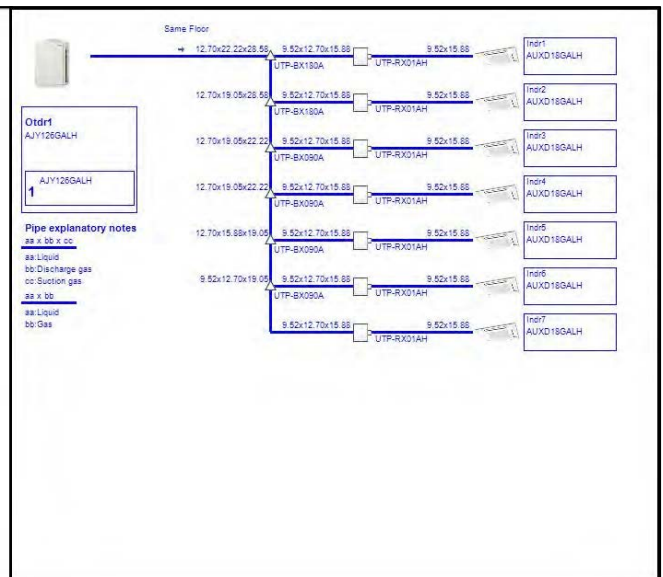 Same Floor
12.70x22.22x28.58 9.52x12.70x15.88 9.52x15.88 Indr1
UTP-BX180A UTP-RX01AH AUXD18GALH
12.70x19.05x28.58 9.52x12.70x15.88 9.52x15.88 Indr2
UTP-BX180A UTP-RX01AH AUXD18GALH
Otdr1
AJY126GALH
12.70x19.05x22.22 9.52x12.70x15.88 9.52x15.88 Indr3
UTP-BX090A UTP-RX01AH AUXD18GALH
AJY126GALH
1
12.70x19.05x22.22 9.52x12.70x15.88 9.52x15.88 Indr4
UTP-BX090A UTP-RX01AH AUXD18GALH
Pipe explanatory notes
aa x bb x cc
aa:Liquid
bb:Discharge gas
cc:Suction gas
aa x bb
aa:Liquid
bb:Gas
12.70x15.88x19.05 9.52x12.70x15.88 9.52x15.88 Indr5
UTP-BX090A UTP-RX01AH AUXD18GALH
9.52x12.70x19.05 9.52x12.70x15.88 9.52x15.88 Indr6
UTP-BX090A UTP-RX01AH AUXD18GALH
9.52x12.70x15.88 9.52x15.88 Indr7
UTP-RX01AH AUXD18GALH